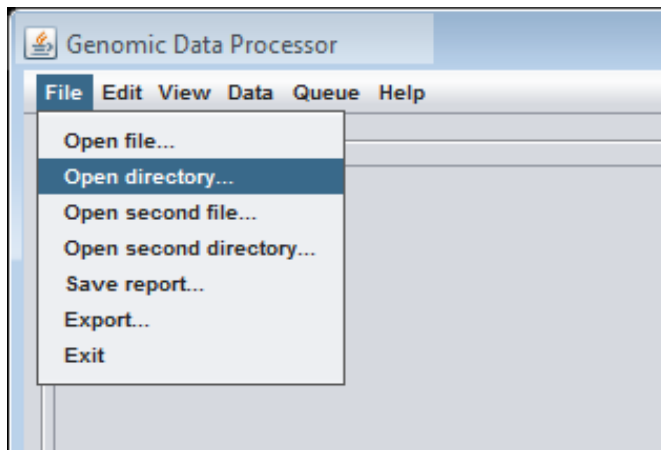 Genomic Data Processor
File Edit View Data Queue Help
Open file...
Open directory...
Open second file...
Open second directory...
Save report...
Export...
Exit